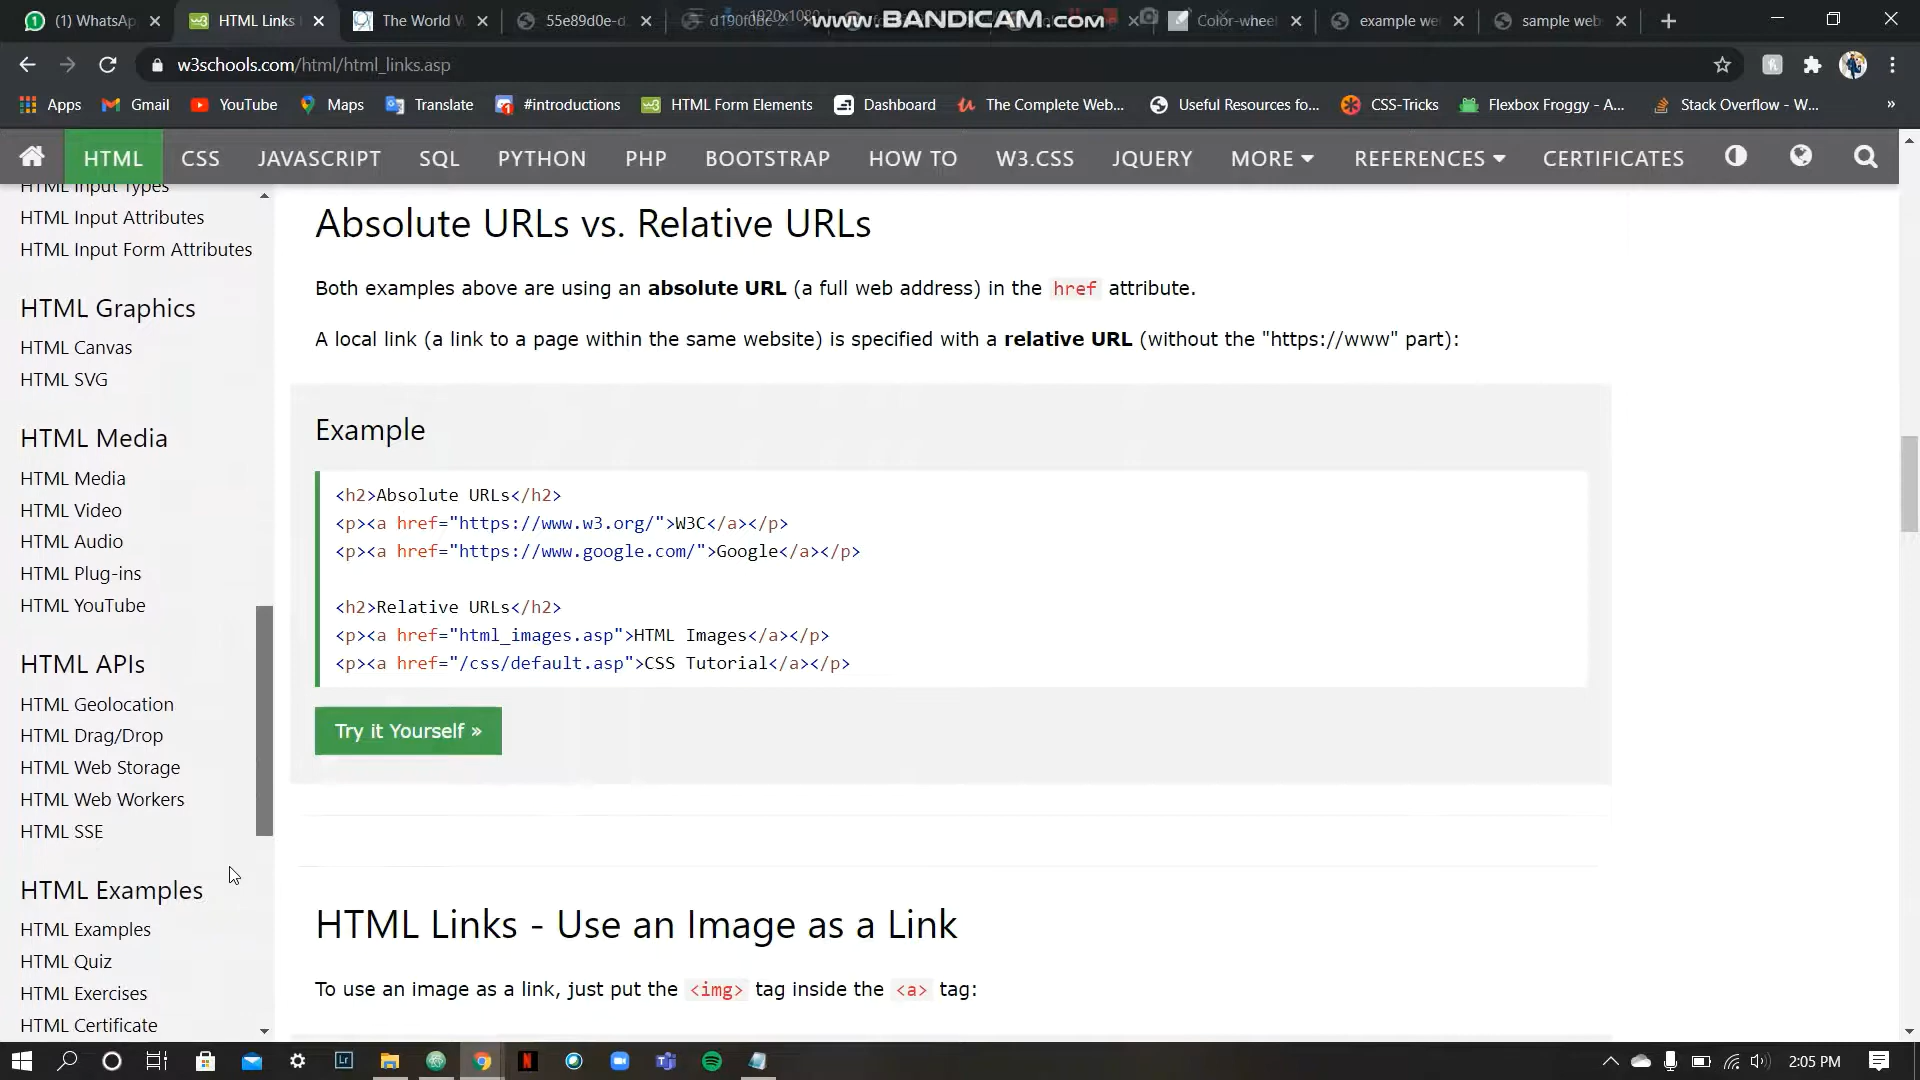 (1) WhatsAp
HTML Links
The World W
55e89d0e-d
1920x1080
www.BANDICAM.com
Color-wheel
example we
sample web
w3schools.com/html/html_links.asp
Apps
Gmail
YouTube
Maps
Translate
#introductions
HTML Form Elements
Dashboard
The Complete Web...
Useful Resources fo...
CSS-Tricks
Flexbox Froggy - A...
Stack Overflow - W...
»
HTML
CSS
JAVASCRIPT
SQL
PYTHON
PHP
BOOTSTRAP
HOW TO
W3.CSS
JQUERY
MORE
REFERENCES
CERTIFICATES
HTML Input Types
HTML Input Attributes
HTML Input Form Attributes
HTML Graphics
HTML Canvas
HTML SVG
HTML Media
HTML Media
HTML Video
HTML Audio
HTML Plug-ins
HTML YouTube
HTML APIs
HTML Geolocation
HTML Drag/Drop
HTML Web Storage
HTML Web Workers
HTML SSE
HTML Examples
HTML Examples
HTML Quiz
HTML Exercises
HTML Certificate
Absolute URLs vs. Relative URLs
Both examples above are using an absolute URL (a full web address) in the href attribute.
A local link (a link to a page within the same website) is specified with a relative URL (without the "https://www" part):
Example
<h2>Absolute URLs</h2>
<p><a href="https://www.w3.org/">W3C</a></p>
<p><a href="https://www.google.com/">Google</a></p>
<h2>Relative URLs</h2>
<p><a href="html_images.asp">HTML Images</a></p>
<p><a href="/css/default.asp">CSS Tutorial</a></p>
Try it Yourself »
HTML Links - Use an Image as a Link
To use an image as a link, just put the <img> tag inside the <a> tag:
2:05 PM